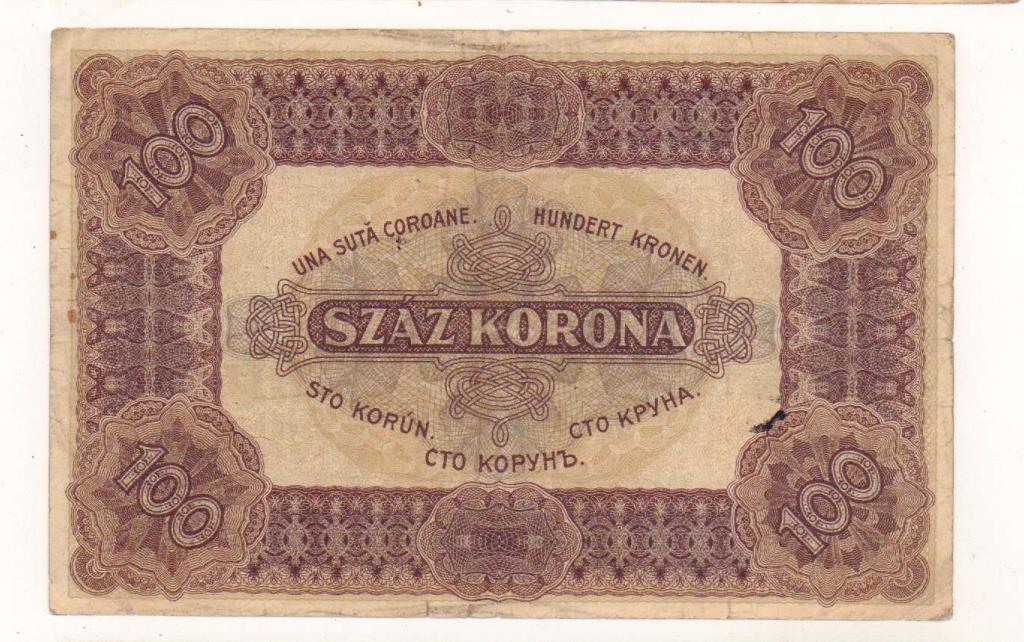 100
100
UNA SUTĂ COROANE.
HUNDERT KRONEN.
SZÁZ KORONA
STO KORÚN.
СТО КРУНА.
СТО КОРУНЪ.
100
100